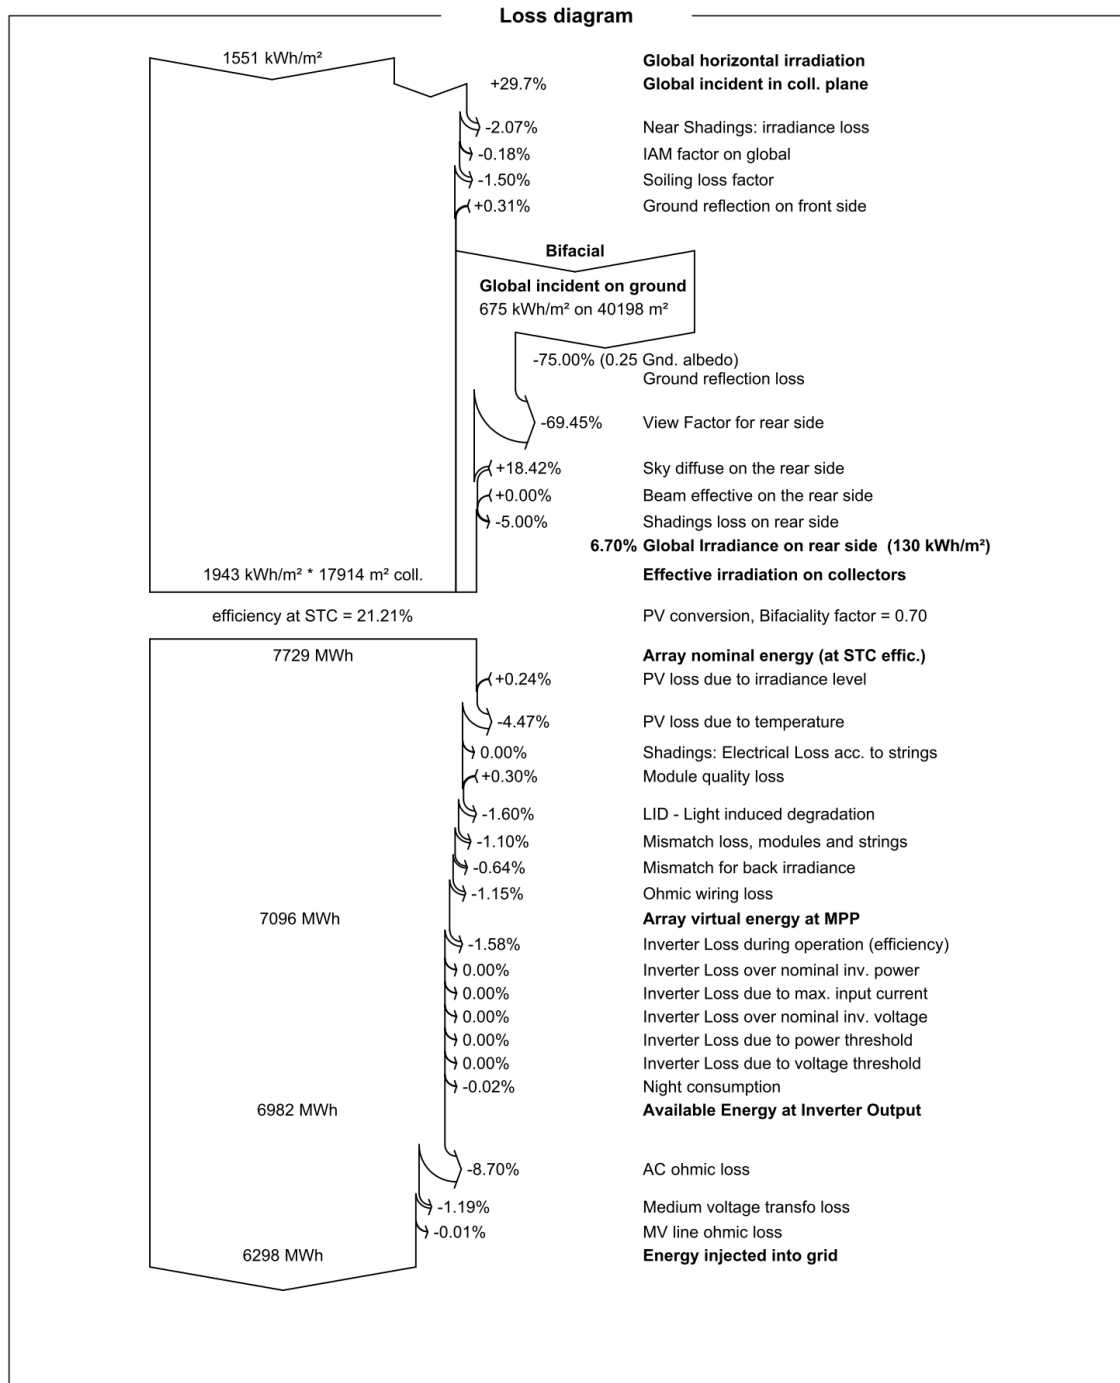 Loss diagram
1551 kWh/m² Global horizontal irradiation
+29.7% Global incident in coll. plane
-2.07% Near Shadings: irradiance loss
-0.18% IAM factor on global
-1.50% Soiling loss factor
+0.31% Ground reflection on front side
Bifacial
Global incident on ground
675 kWh/m² on 40198 m²
-75.00% (0.25 Gnd. albedo)
Ground reflection loss
-69.45% View Factor for rear side
+18.42% Sky diffuse on the rear side
+0.00% Beam effective on the rear side
-5.00% Shadings loss on rear side
6.70% Global Irradiance on rear side (130 kWh/m²)
1943 kWh/m² * 17914 m² coll. Effective irradiation on collectors
efficiency at STC = 21.21% PV conversion, Bifaciality factor = 0.70
7729 MWh Array nominal energy (at STC effic.)
+0.24% PV loss due to irradiance level
-4.47% PV loss due to temperature
0.00% Shadings: Electrical Loss acc. to strings
+0.30% Module quality loss
-1.60% LID - Light induced degradation
-1.10% Mismatch loss, modules and strings
-0.64% Mismatch for back irradiance
-1.15% Ohmic wiring loss
7096 MWh Array virtual energy at MPP
-1.58% Inverter Loss during operation (efficiency)
0.00% Inverter Loss over nominal inv. power
0.00% Inverter Loss due to max. input current
0.00% Inverter Loss over nominal inv. voltage
0.00% Inverter Loss due to power threshold
0.00% Inverter Loss due to voltage threshold
-0.02% Night consumption
6982 MWh Available Energy at Inverter Output
-8.70% AC ohmic loss
-1.19% Medium voltage transfo loss
-0.01% MV line ohmic loss
6298 MWh Energy injected into grid